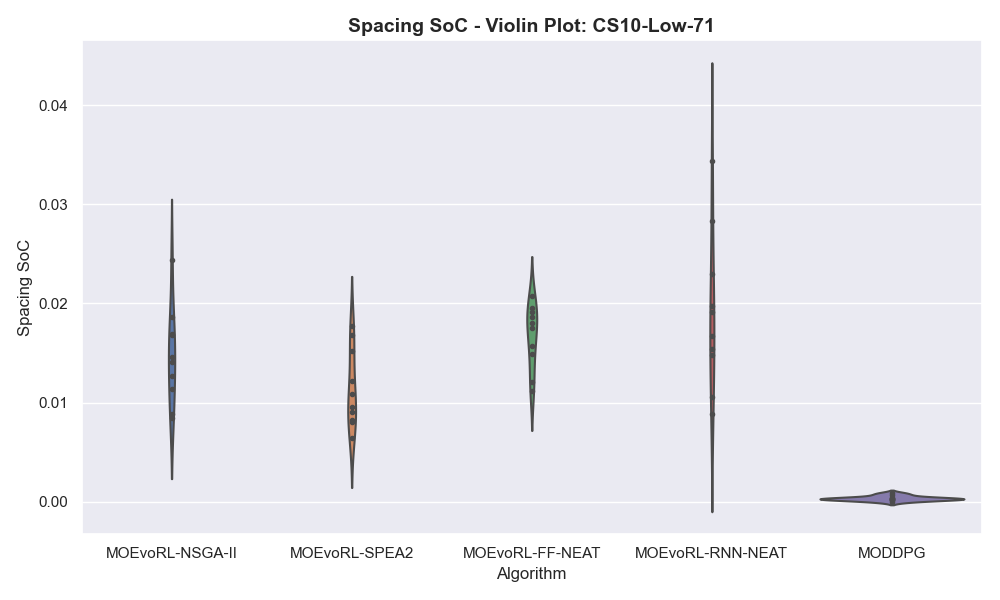 Spacing SoC - Violin Plot: CS10-Low-71
Spacing SoC
0.04
0.03
0.02
0.01
0.00
MOEvoRL-NSGA-II MOEvoRL-SPEA2 MOEvoRL-FF-NEAT MOEvoRL-RNN-NEAT MODDPG
Algorithm